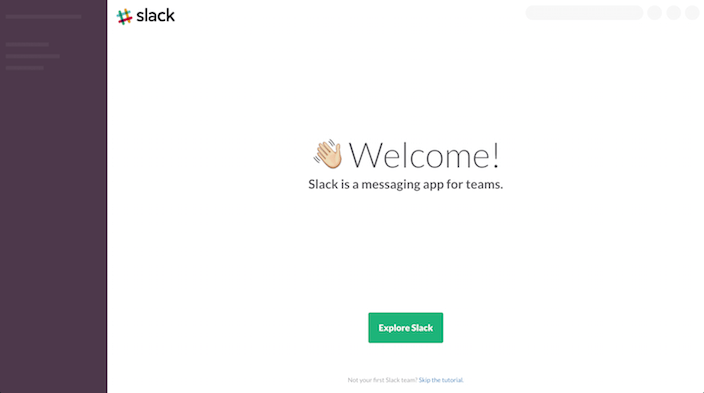 slack
Welcome!
Slack is a messaging app for teams.
Explore Slack
Not your first Slack team? Skip the tutorial.